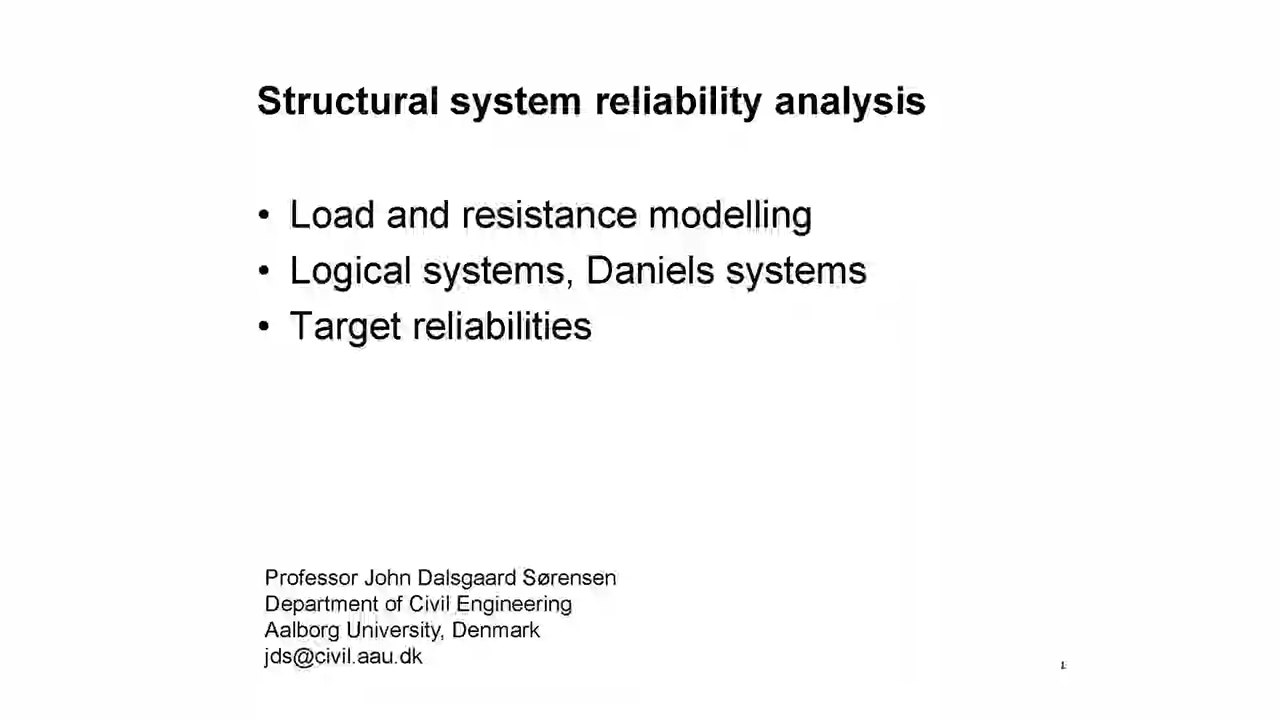 Structural system reliability analysis
• Load and resistance modelling
• Logical systems, Daniels systems
• Target reliabilities
Professor John Dalsgaard Sørensen
Department of Civil Engineering
Aalborg University, Denmark
jds@civil.aau.dk